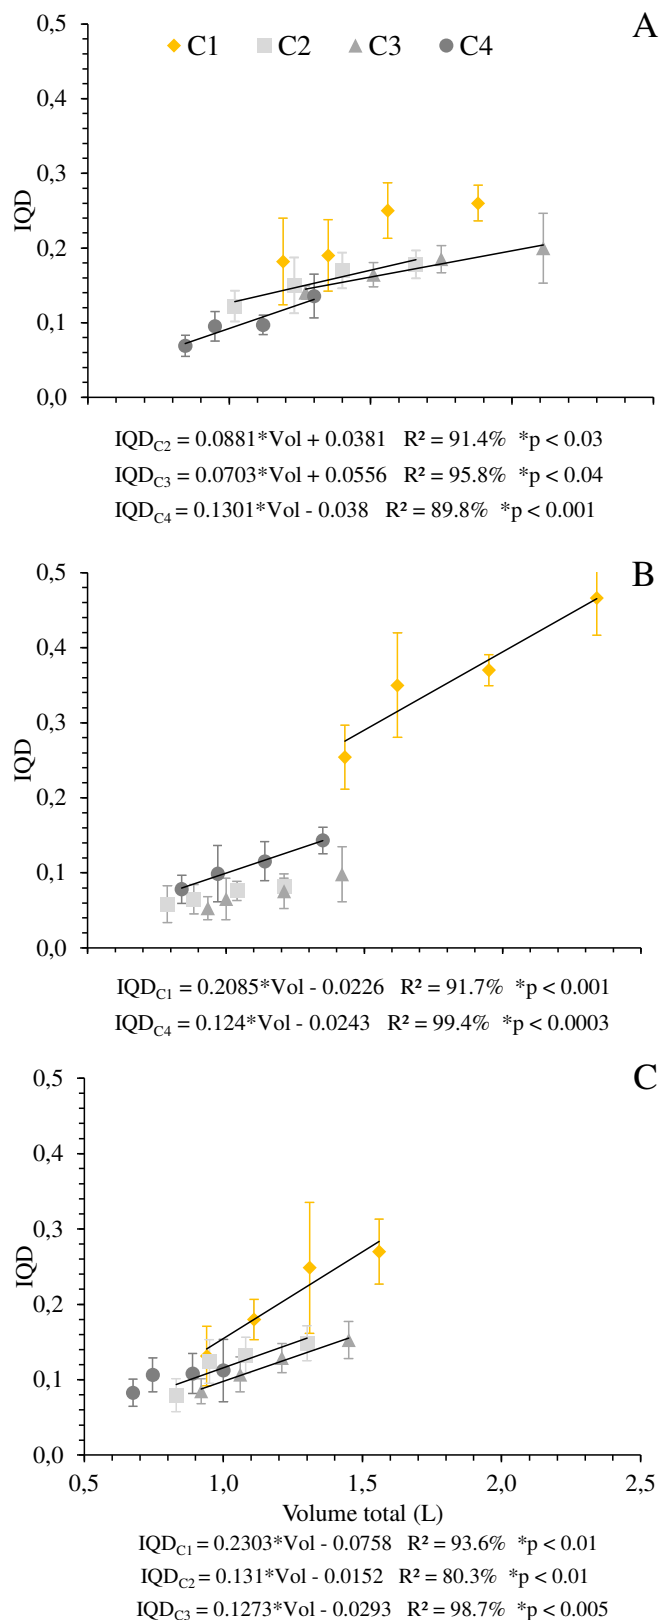 A
C1 C2 C3 C4
0,5
0,4
0,3
0,2
0,1
0,0
IQD
IQD_C2 = 0.0881*Vol + 0.0381 R² = 91.4% *p < 0.03
IQD_C3 = 0.0703*Vol + 0.0556 R² = 95.8% *p < 0.04
IQD_C4 = 0.1301*Vol - 0.038 R² = 89.8% *p < 0.001
B
0,5
0,4
0,3
0,2
0,1
0,0
IQD
IQD_C1 = 0.2085*Vol - 0.0226 R² = 91.7% *p < 0.001
IQD_C4 = 0.124*Vol - 0.0243 R² = 99.4% *p < 0.0003
C
0,5
0,4
0,3
0,2
0,1
0,0
IQD
0,5 1,0 1,5 2,0 2,5
Volume total (L)
IQD_C1 = 0.2303*Vol - 0.0758 R² = 93.6% *p < 0.01
IQD_C2 = 0.131*Vol - 0.0152 R² = 80.3% *p < 0.01
IQD_C3 = 0.1273*Vol - 0.0293 R² = 98.7% *p < 0.005